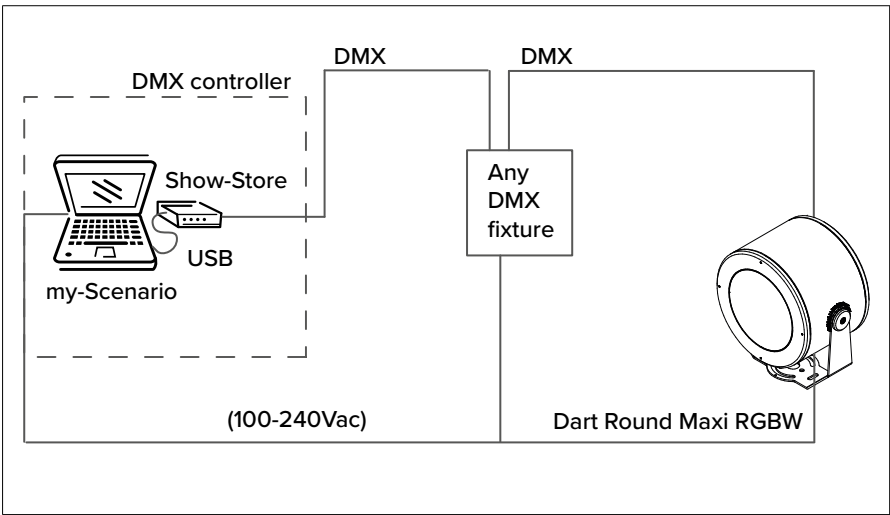 DMX
DMX
DMX controller
Show-Store
Any
DMX
fixture
USB
my-Scenario
(100-240Vac)
Dart Round Maxi RGBW